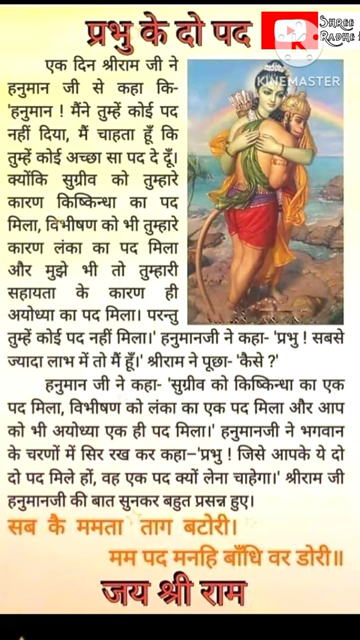 प्रभु के दो पद
SHREE
RADHE
KINEMASTER
एक दिन श्रीराम जी ने
हनुमान जी से कहा कि-
'हनुमान ! मैंने तुम्हें कोई पद
नहीं दिया, मैं चाहता हूँ कि
तुम्हें कोई अच्छा सा पद दे दूँ।
क्योंकि सुग्रीव को तुम्हारे
कारण किष्किन्धा का पद
मिला, विभीषण को भी तुम्हारे
कारण लंका का पद मिला
और मुझे भी तो तुम्हारी
सहायता के कारण ही
अयोध्या का पद मिला। परन्तु
तुम्हें कोई पद नहीं मिला।' हनुमानजी ने कहा- 'प्रभु ! सबसे
ज्यादा लाभ में तो मैं हूँ।' श्रीराम ने पूछा- 'कैसे ?'
हनुमान जी ने कहा- 'सुग्रीव को किष्किन्धा का एक
पद मिला, विभीषण को लंका का एक पद मिला और आप
को भी अयोध्या एक ही पद मिला।' हनुमानजी ने भगवान
के चरणों में सिर रख कर कहा–'प्रभु ! जिसे आपके ये दो
दो पद मिले हों, वह एक पद क्यों लेना चाहेगा।' श्रीराम जी
हनुमानजी की बात सुनकर बहुत प्रसन्न हुए।
सब कै ममता ताग बटोरी।
मम पद मनहि बाँधि वर डोरी॥
जय श्री राम